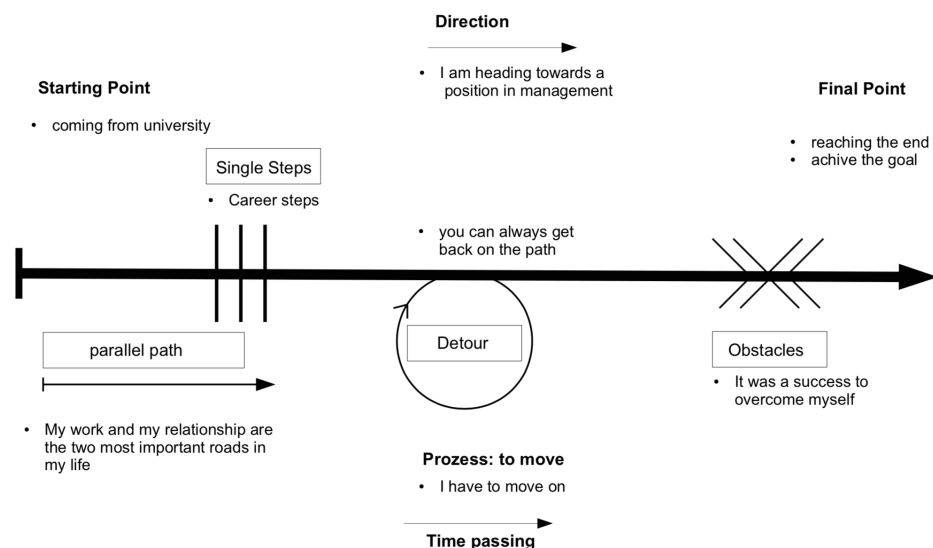 Direction
• I am heading towards a
position in management
Starting Point
• coming from university
Final Point
• reaching the end
• achive the goal
Single Steps
• Career steps
• you can always get
back on the path
parallel path
Detour
Obstacles
• It was a success to
overcome myself
• My work and my relationship are
the two most important roads in
my life
Prozess: to move
• I have to move on
Time passing